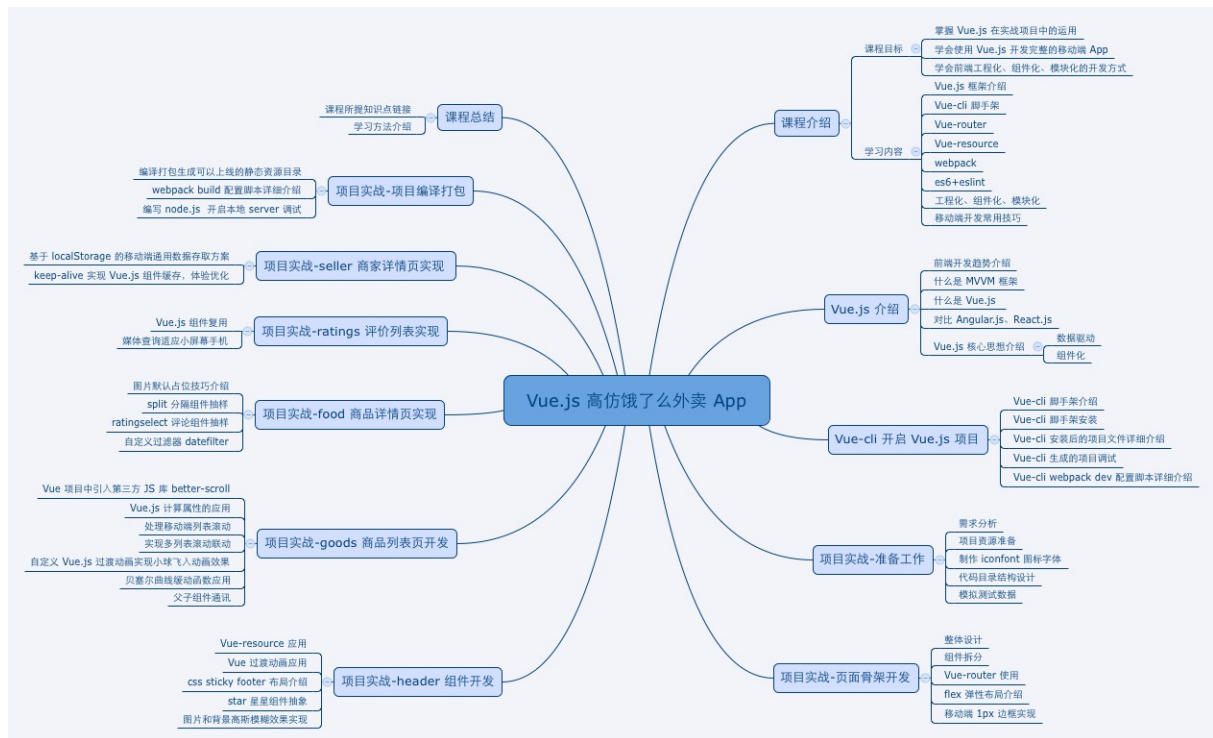 Vue.js 高仿饿了么外卖 App
课程介绍
课程目标
掌握 Vue.js 在实战项目中的运用
学会使用 Vue.js 开发完整的移动端 App
学会前端工程化、组件化、模块化的开发方式
学习内容
Vue.js 框架介绍
Vue-cli 脚手架
Vue-router
Vue-resource
webpack
es6+eslint
工程化、组件化、模块化
移动端开发常用技巧
Vue.js 介绍
前端开发趋势介绍
什么是 MVVM 框架
什么是 Vue.js
对比 Angular.js、React.js
Vue.js 核心思想介绍
数据驱动
组件化
Vue-cli 开启 Vue.js 项目
Vue-cli 脚手架介绍
Vue-cli 脚手架安装
Vue-cli 安装后的项目文件详细介绍
Vue-cli 生成的项目调试
Vue-cli webpack dev 配置脚本详细介绍
项目实战-准备工作
需求分析
项目资源准备
制作 iconfont 图标字体
代码目录结构设计
模拟测试数据
项目实战-页面骨架开发
整体设计
组件拆分
Vue-router 使用
flex 弹性布局介绍
移动端 1px 边框实现
课程总结
课程所提知识点链接
学习方法介绍
项目实战-项目编译打包
编译打包生成可以上线的静态资源目录
webpack build 配置脚本详细介绍
编写 node.js 开启本地 server 调试
项目实战-seller 商家详情页实现
基于 localStorage 的移动端通用数据存取方案
keep-alive 实现 Vue.js 组件缓存，体验优化
项目实战-ratings 评价列表实现
Vue.js 组件复用
媒体查询适应小屏幕手机
项目实战-food 商品详情页实现
图片默认占位技巧介绍
split 分隔组件抽样
ratingselect 评论组件抽样
自定义过滤器 datefilter
项目实战-goods 商品列表页开发
Vue 项目中引入第三方 JS 库 better-scroll
Vue.js 计算属性的应用
处理移动端列表滚动
实现多列表滚动联动
自定义 Vue.js 过渡动画实现小球飞入动画效果
贝塞尔曲线缓动函数应用
父子组件通讯
项目实战-header 组件开发
Vue-resource 应用
Vue 过渡动画应用
css sticky footer 布局介绍
star 星星组件抽象
图片和背景高斯模糊效果实现